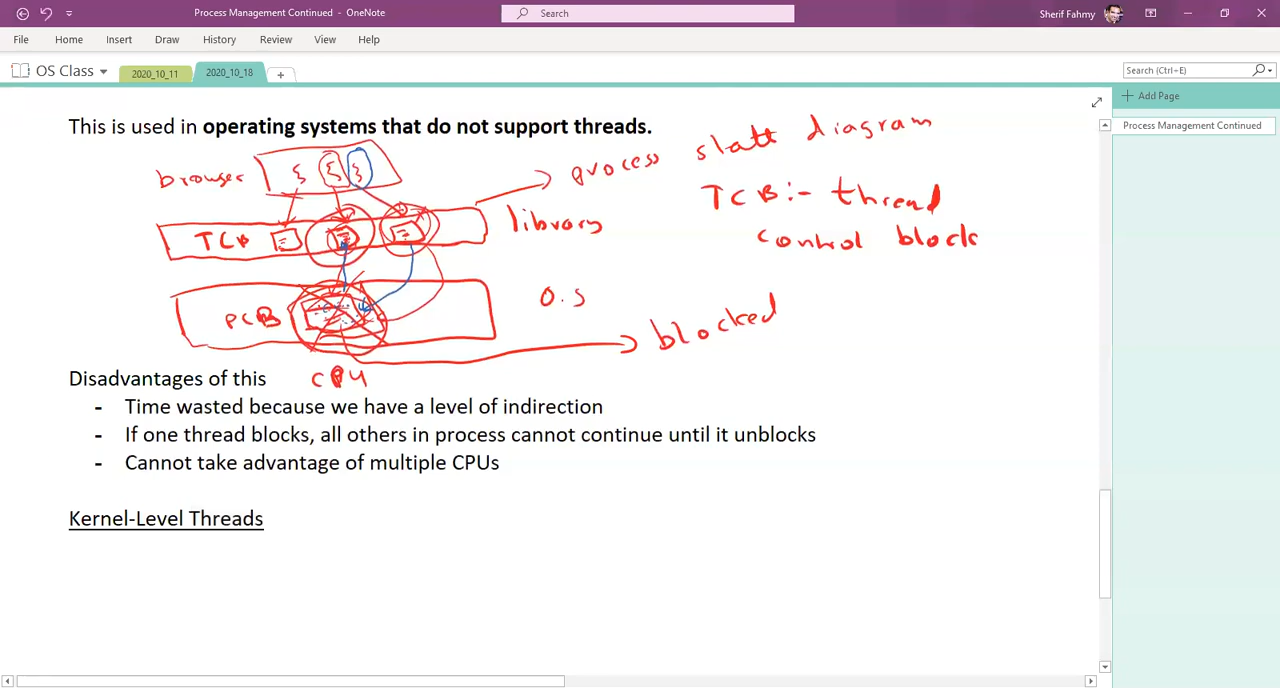 Process Management Continued - OneNote
Search
Sherif Fahmy
File Home Insert Draw History Review View Help
OS Class
2020_10_11
2020_10_18
Search (Ctrl+E)
Add Page
Process Management Continued
This is used in operating systems that do not support threads.
browser
process state diagram
TCB:- thread
control block
TCB
library
PCB
O.S
blocked
CPU
Disadvantages of this
- Time wasted because we have a level of indirection
- If one thread blocks, all others in process cannot continue until it unblocks
- Cannot take advantage of multiple CPUs
Kernel-Level Threads